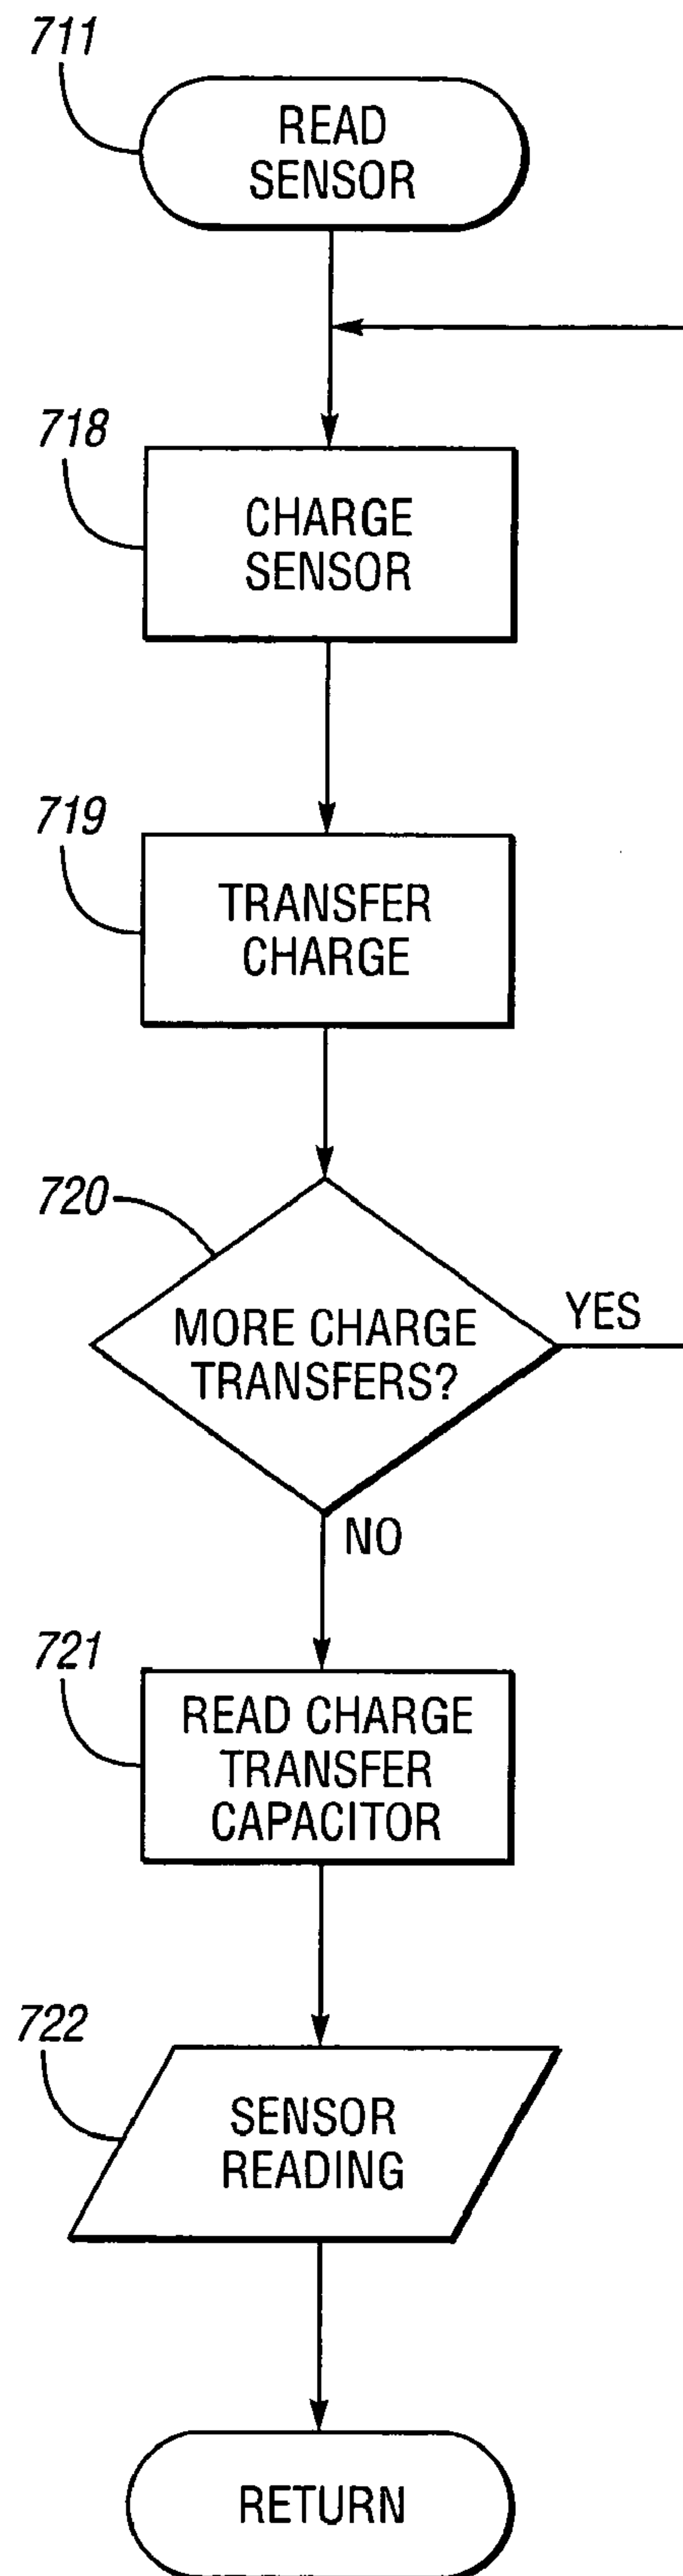 711
READ
SENSOR
718
CHARGE
SENSOR
719
TRANSFER
CHARGE
720
MORE CHARGE
TRANSFERS?
YES
NO
721
READ CHARGE
TRANSFER
CAPACITOR
722
SENSOR
READING
RETURN